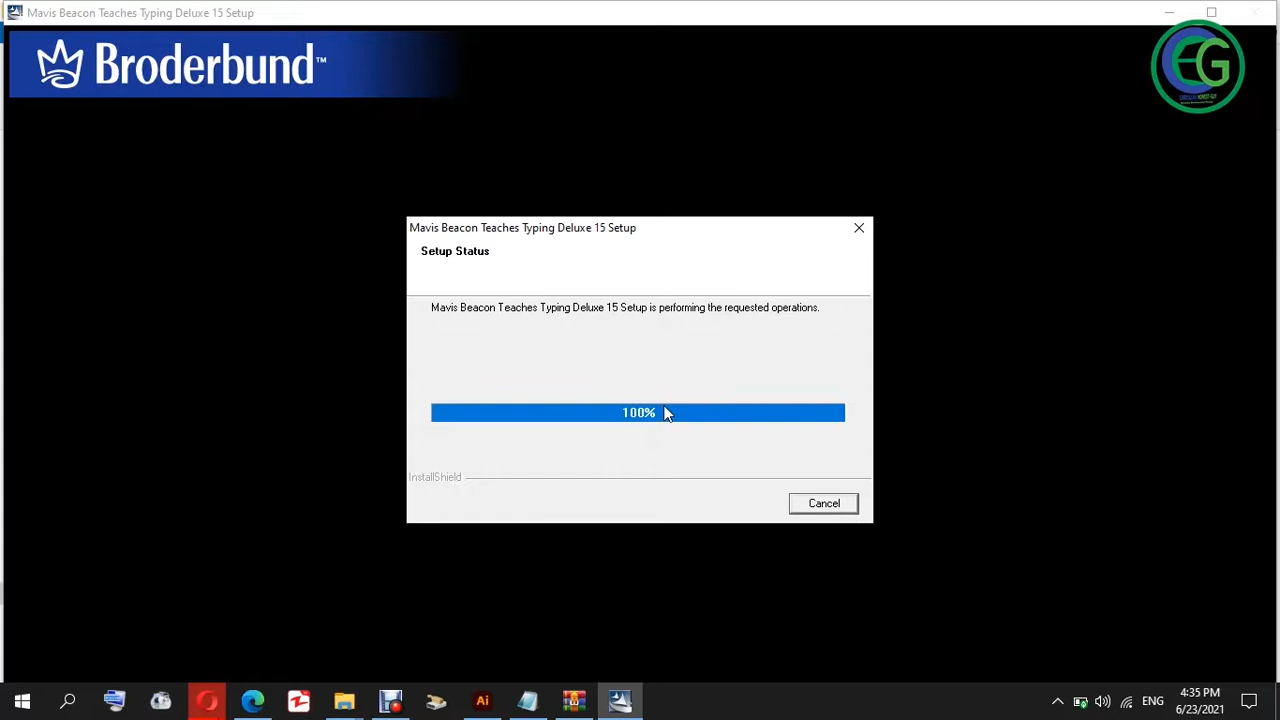 Mavis Beacon Teaches Typing Deluxe 15 Setup
Broderbund™
EG
Mavis Beacon Teaches Typing Deluxe 15 Setup
Setup Status
Mavis Beacon Teaches Typing Deluxe 15 Setup is performing the requested operations.
100%
InstallShield
Cancel
Ai
ENG
4:35 PM
6/23/2021